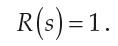 R(s) = 1.